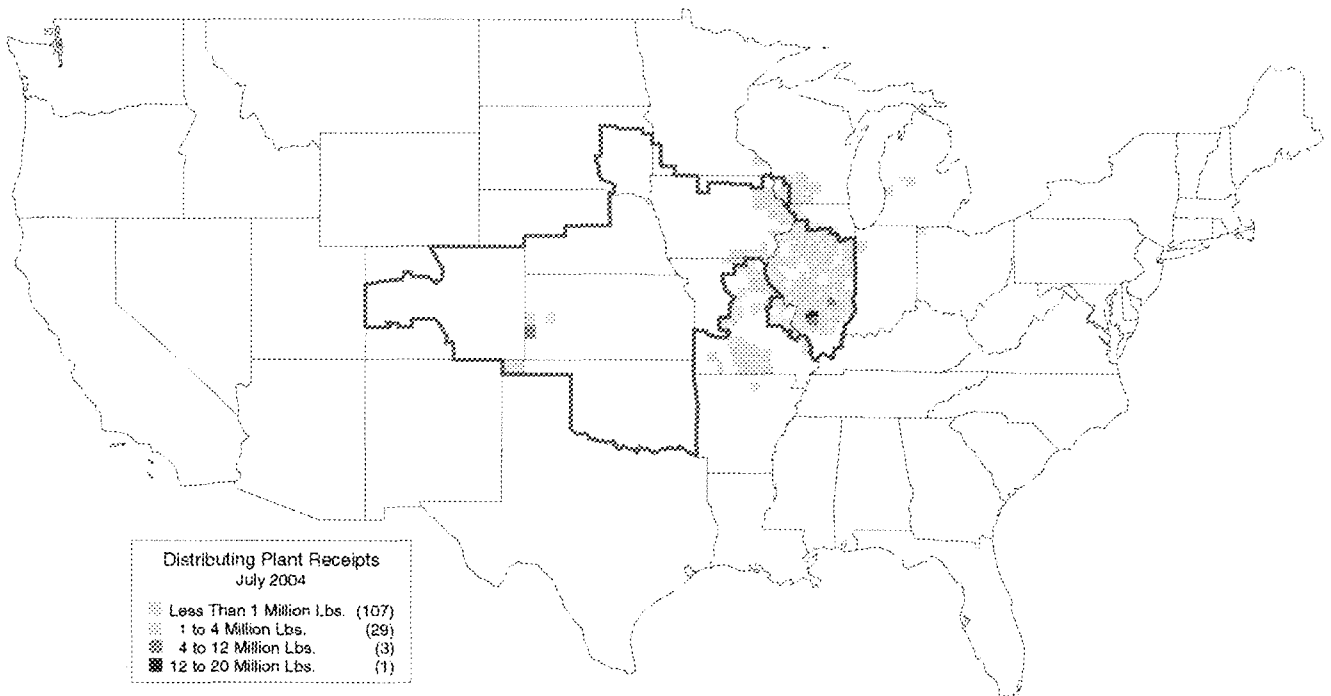 Distributing Plant Receipts
July 2004
Less Than 1 Million Lbs. (107)
1 to 4 Million Lbs. (29)
4 to 12 Million Lbs. (3)
12 to 20 Million Lbs. (1)